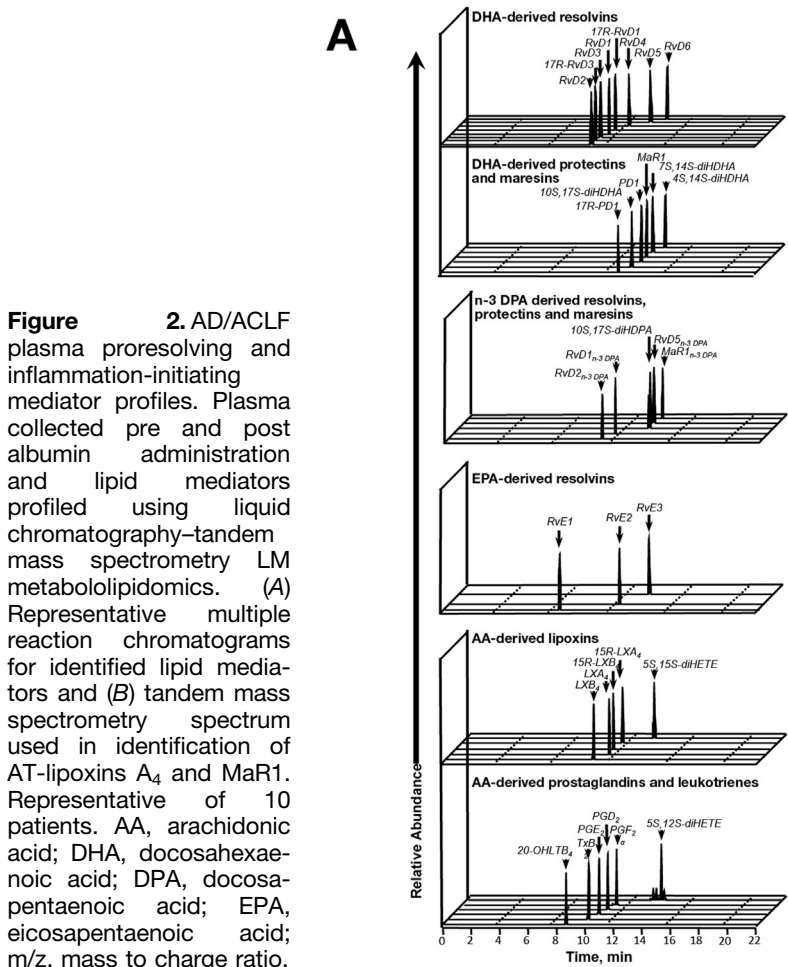 Figure 2. AD/ACLF
plasma proresolving and
inflammation-initiating
mediator profiles. Plasma
collected pre and post
albumin administration
and lipid mediators
profiled using liquid
chromatography–tandem
mass spectrometry LM
metabololipidomics. (A)
Representative multiple
reaction chromatograms
for identified lipid media-
tors and (B) tandem mass
spectrometry spectrum
used in identification of
AT-lipoxins A4 and MaR1.
Representative of 10
patients. AA, arachidonic
acid; DHA, docosahexae-
noic acid; DPA, docosa-
pentaenoic acid; EPA,
eicosapentaenoic acid;
m/z, mass to charge ratio.
A
DHA-derived resolvins
17R-RvD1
RvD1 RvD4
RvD3 RvD5 RvD6
17R-RvD3
RvD2
DHA-derived protectins
and maresins
MaR1
7S,14S-diHDHA
PD1 4S,14S-diHDHA
10S,17S-diHDHA
17R-PD1
n-3 DPA derived resolvins,
protectins and maresins
10S,17S-diHDPA
RvD5n-3 DPA
RvD1n-3 DPA MaR1n-3 DPA
RvD2n-3 DPA
EPA-derived resolvins
RvE1 RvE2 RvE3
AA-derived lipoxins
15R-LXA4
15R-LXB4 5S,15S-diHETE
LXA4
LXB4
AA-derived prostaglandins and leukotrienes
PGD2
PGE2 PGF2α 5S,12S-diHETE
20-OHLTB4 TxB2
Relative Abundance
0 2 4 6 8 10 12 14 16 18 20 22
Time, min